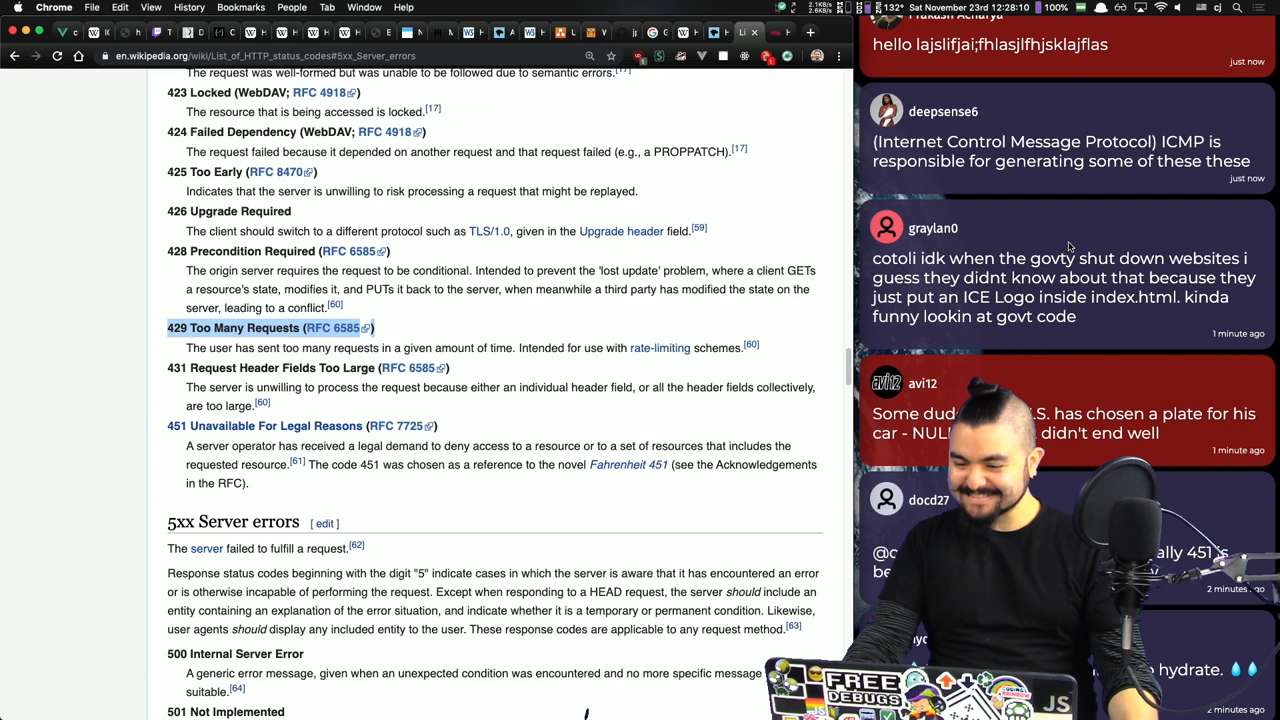 Chrome File Edit View History Bookmarks People Tab Window Help
2.1KB/s
2.6KB/s
132° Sat November 23rd 2019 12:28:10 100% cj
en.wikipedia.org/wiki/List_of_HTTP_status_codes#5xx_Server_errors
The request was well-formed but was unable to be followed due to semantic errors.[17]
423 Locked (WebDAV; RFC 4918)
The resource that is being accessed is locked.[17]
424 Failed Dependency (WebDAV; RFC 4918)
The request failed because it depended on another request and that request failed (e.g., a PROPPATCH).[17]
425 Too Early (RFC 8470)
Indicates that the server is unwilling to risk processing a request that might be replayed.
426 Upgrade Required
The client should switch to a different protocol such as TLS/1.0, given in the Upgrade header field.[59]
428 Precondition Required (RFC 6585)
The origin server requires the request to be conditional. Intended to prevent the 'lost update' problem, where a client GETs
a resource's state, modifies it, and PUTs it back to the server, when meanwhile a third party has modified the state on the
server, leading to a conflict.[60]
429 Too Many Requests (RFC 6585)
The user has sent too many requests in a given amount of time. Intended for use with rate-limiting schemes.[60]
431 Request Header Fields Too Large (RFC 6585)
The server is unwilling to process the request because either an individual header field, or all the header fields collectively,
are too large.[60]
451 Unavailable For Legal Reasons (RFC 7725)
A server operator has received a legal demand to deny access to a resource or to a set of resources that includes the
requested resource.[61] The code 451 was chosen as a reference to the novel Fahrenheit 451 (see the Acknowledgements
in the RFC).
5xx Server errors [ edit ]
The server failed to fulfill a request.[62]
Response status codes beginning with the digit "5" indicate cases in which the server is aware that it has encountered an error
or is otherwise incapable of performing the request. Except when responding to a HEAD request, the server should include an
entity containing an explanation of the error situation, and indicate whether it is a temporary or permanent condition. Likewise,
user agents should display any included entity to the user. These response codes are applicable to any request method.[63]
500 Internal Server Error
A generic error message, given when an unexpected condition was encountered and no more specific message
suitable.[64]
501 Not Implemented
Prakash Acharya
hello lajslifjai;fhlasjlfhjsklajflas
just now
deepsense6
(Internet Control Message Protocol) ICMP is
responsible for generating some of these these
just now
graylan0
cotoli idk when the govty shut down websites i
guess they didnt know about that because they
just put an ICE Logo inside index.html. kinda
funny lookin at govt code
1 minute ago
avi12
Some dude .S. has chosen a plate for his
car - NUL didn't end well
1 minute ago
docd27
ally 451 is
be
2 minutes ago
hydrate.
2 minutes ago
FREE
DEBUGS
JS